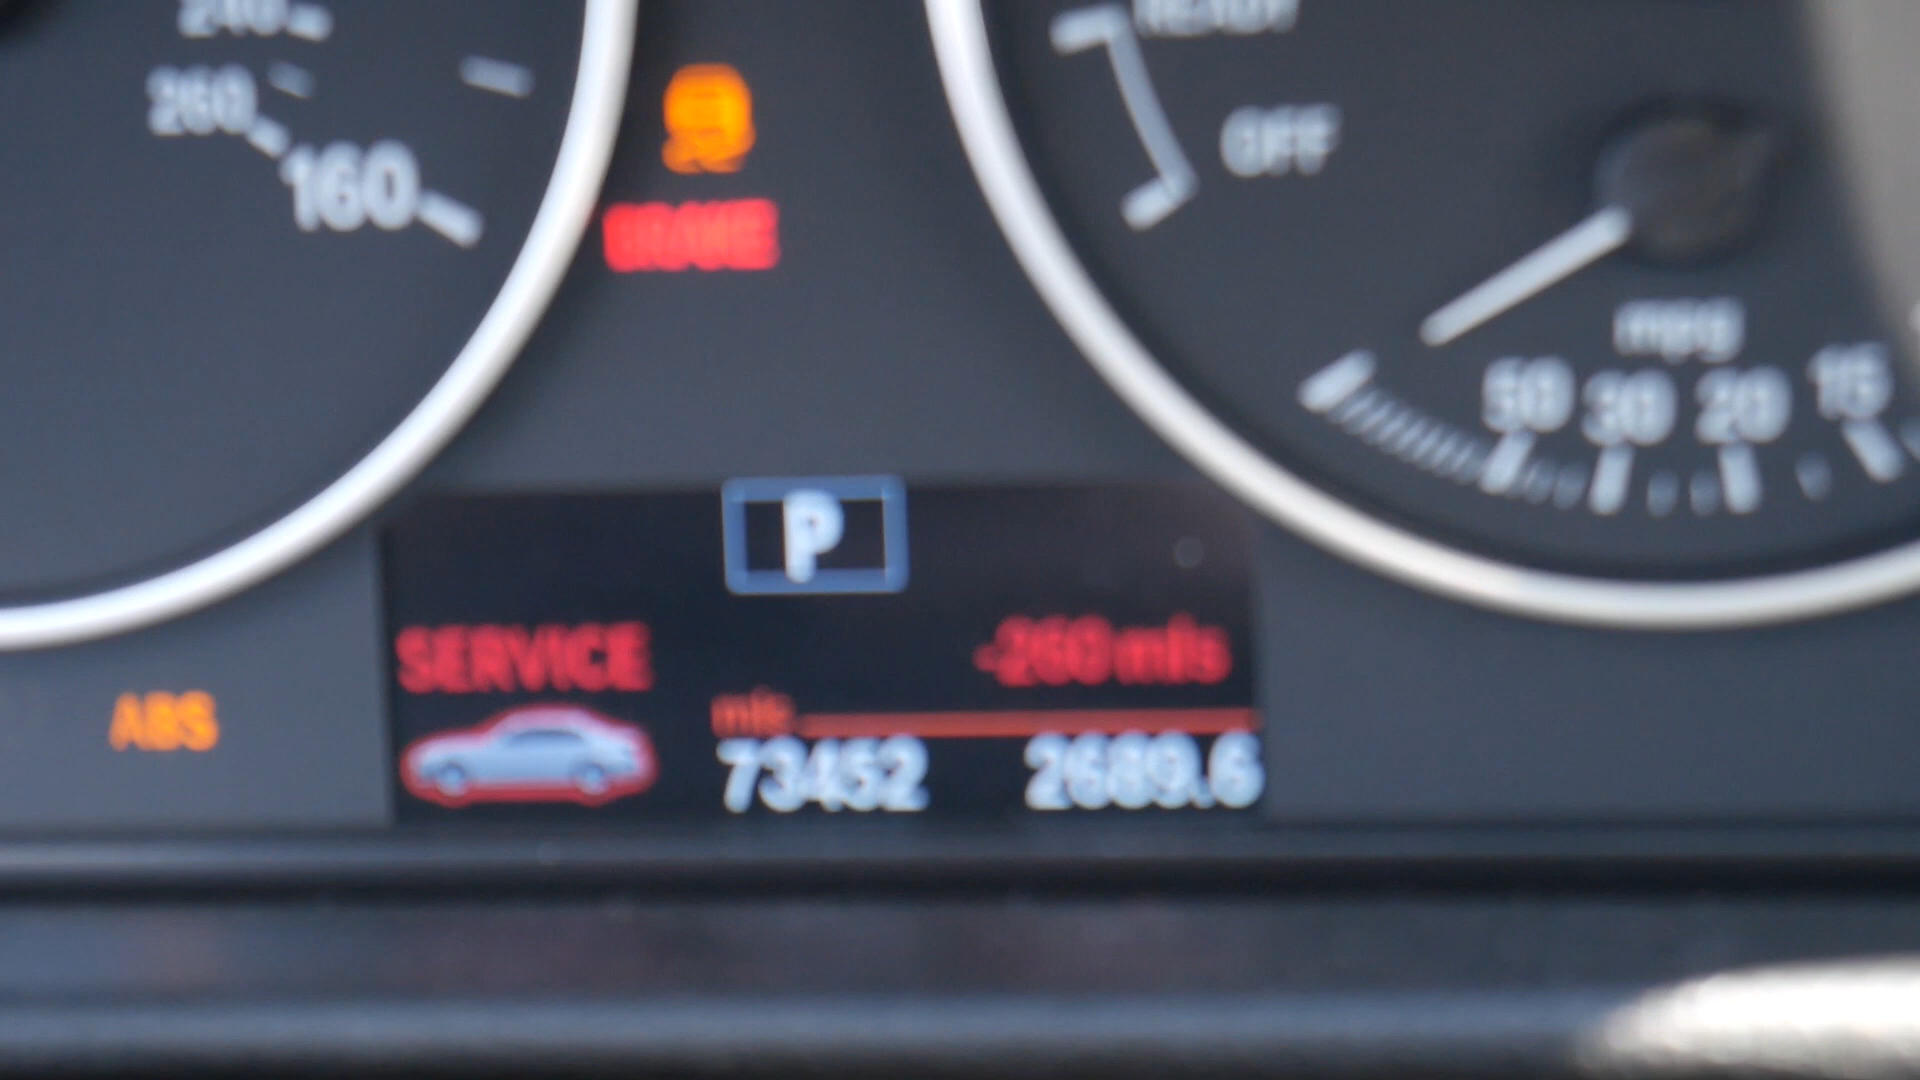 240
260
160
READY
OFF
BRAKE
mpg
50 30 20 15
P
SERVICE -260 mls
ABS
mls
73452 2689.6